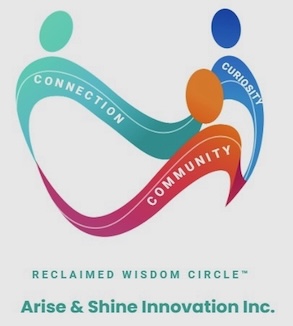 CONNECTION
CURIOSITY
COMMUNITY
RECLAIMED WISDOM CIRCLE™
Arise & Shine Innovation Inc.